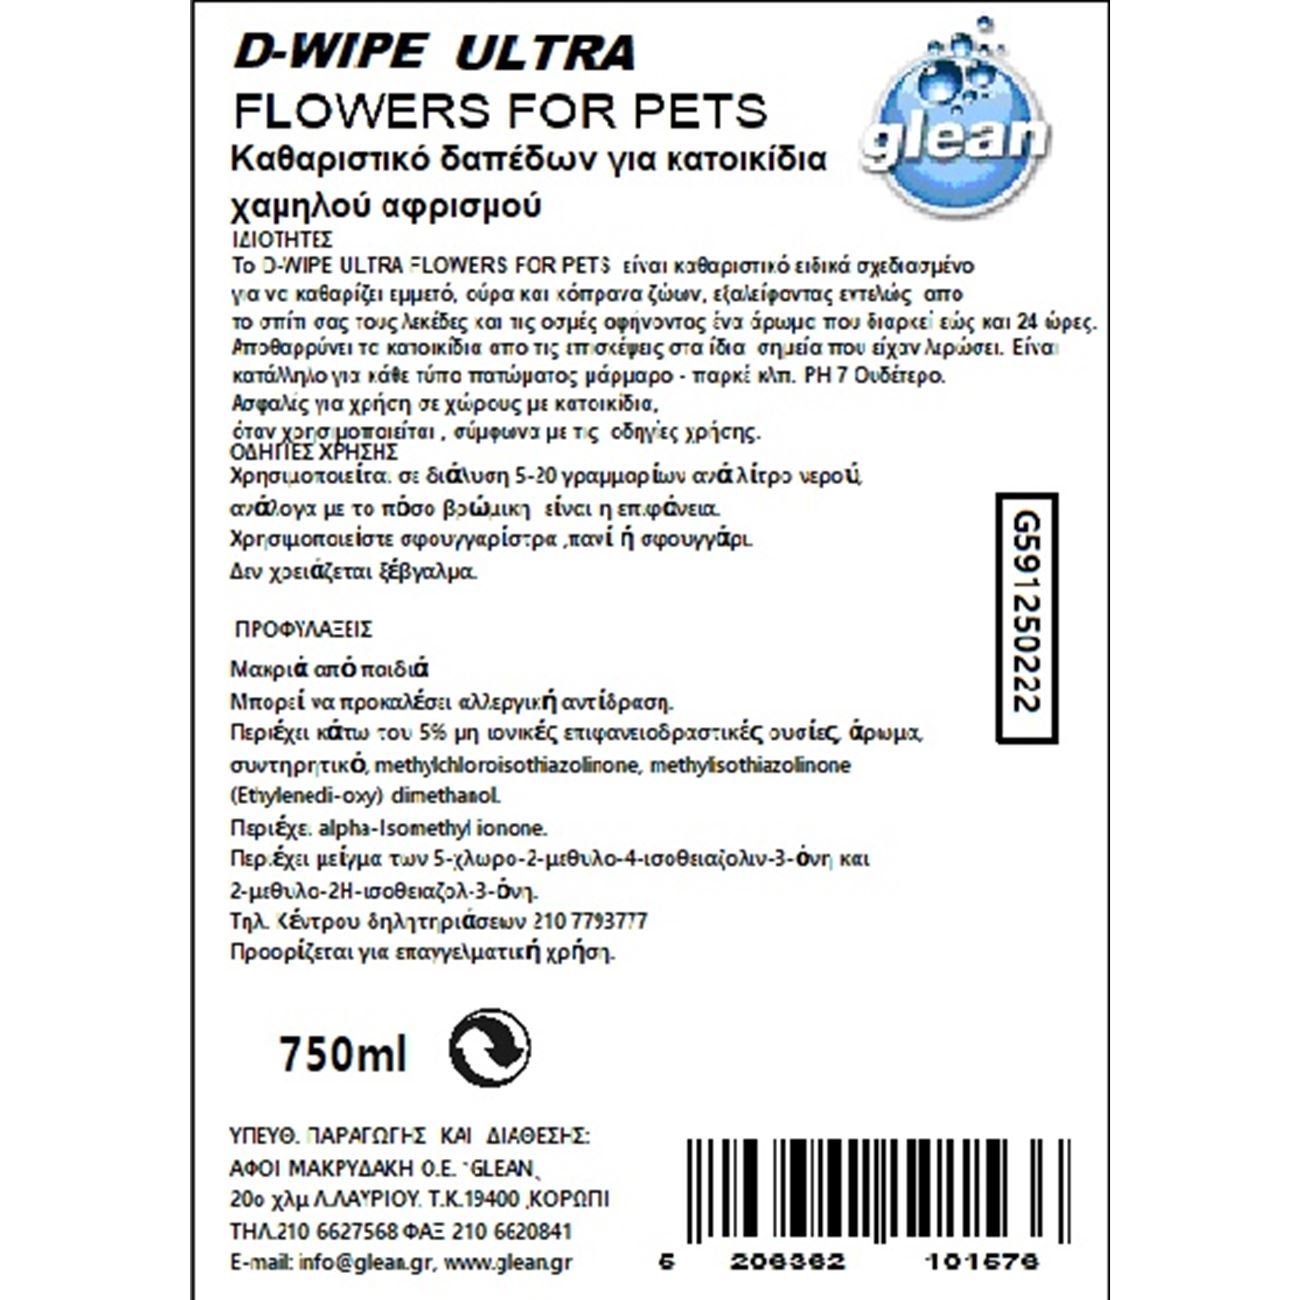 D-WIPE ULTRA
FLOWERS FOR PETS
glean
Καθαριστικό δαπέδων για κατοικίδια
χαμηλού αφρισμού
ΙΔΙΟΤΗΤΕΣ
Το D-WIPE ULTRA FLOWERS FOR PETS είναι καθαριστικό ειδικά σχεδιασμένο
για να καθαρίζει εμμετό, ούρα και κόπρανα ζώων, εξαλείφοντας εντελώς απο
το σπίτι σας τους λεκέδες και τις οσμές αφήνοντας ένα άρωμα που διαρκεί εώς και 24 ώρες.
Αποθαρρύνει τα κατοικίδια απο τις επισκέψεις στα ίδια σημεία που είχαν λερώσει. Είναι
κατάλληλο για κάθε τύπο πατώματος μάρμαρο - παρκέ κλπ. PH 7 Ουδέτερο.
Ασφαλές για χρήση σε χώρους με κατοικίδια,
όταν χρησιμοποιείται , σύμφωνα με τις οδηγίες χρήσης.
ΟΔΗΓΙΕΣ ΧΡΗΣΗΣ
Χρησιμοποιείται σε διάλυση 5-20 γραμμαρίων ανά λίτρο νερού,
ανάλογα με το πόσο βρώμικη είναι η επιφάνεια.
Χρησιμοποιείστε σφουγγαρίστρα ,πανί ή σφουγγάρι.
Δεν χρειάζεται ξέβγαλμα.
G591250222
ΠΡΟΦΥΛΑΞΕΙΣ
Μακριά από παιδιά
Μπορεί να προκαλέσει αλλεργική αντίδραση.
Περιέχει κάτω του 5% μη ιονικές επιφανειοδραστικές ουσίες, άρωμα,
συντηρητικό, methylchloroisothiazolinone, methylisothiazolinone
(Ethylenedi-oxy) dimethanol.
Περιέχει alpha-Isomethyl ionone.
Περιέχει μείγμα των 5-χλωρο-2-μεθυλο-4-ισοθειαζολιν-3-όνη και
2-μεθυλο-2Η-ισοθειαζολ-3-όνη.
Τηλ. Κέντρου δηλητηριάσεων 210 7793777
Προορίζεται για επαγγελματική χρήση.
750ml
ΥΠΕΥΘ. ΠΑΡΑΓΩΓΗΣ ΚΑΙ ΔΙΑΘΕΣΗΣ:
ΑΦΟΙ ΜΑΚΡΥΔΑΚΗ Ο.Ε. "GLEAN,,
20ο χλμ Λ.ΛΑΥΡΙΟΥ. Τ.Κ.19400 ,ΚΟΡΩΠΙ
ΤΗΛ.210 6627568 ΦΑΞ 210 6620841
E-mail: info@glean.gr, www.glean.gr
5 206362 101576